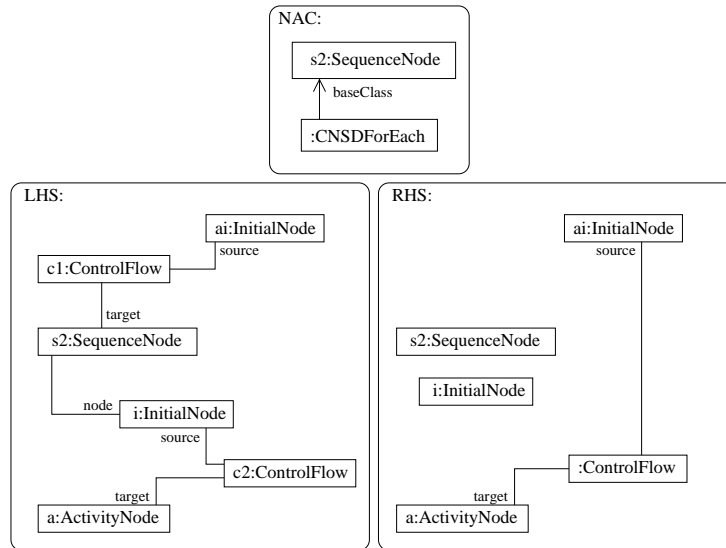 NAC:
s2:SequenceNode
baseClass
:CNSDForEach
LHS:
ai:InitialNode
source
c1:ControlFlow
target
s2:SequenceNode
node
i:InitialNode
source
c2:ControlFlow
target
a:ActivityNode
RHS:
ai:InitialNode
source
s2:SequenceNode
i:InitialNode
:ControlFlow
target
a:ActivityNode